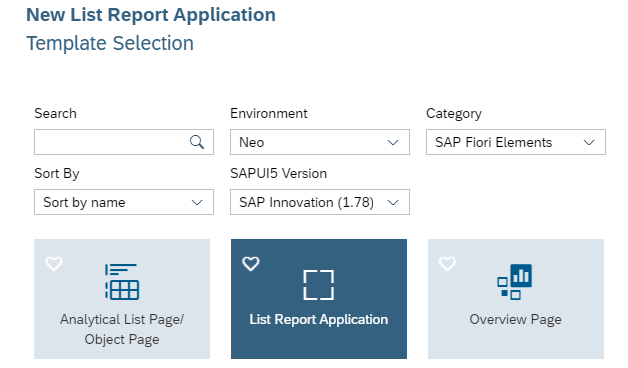 New List Report Application
Template Selection
Search
Environment
Category
Neo
SAP Fiori Elements
Sort By
SAPUI5 Version
Sort by name
SAP Innovation (1.78)
Analytical List Page/
Object Page
List Report Application
Overview Page